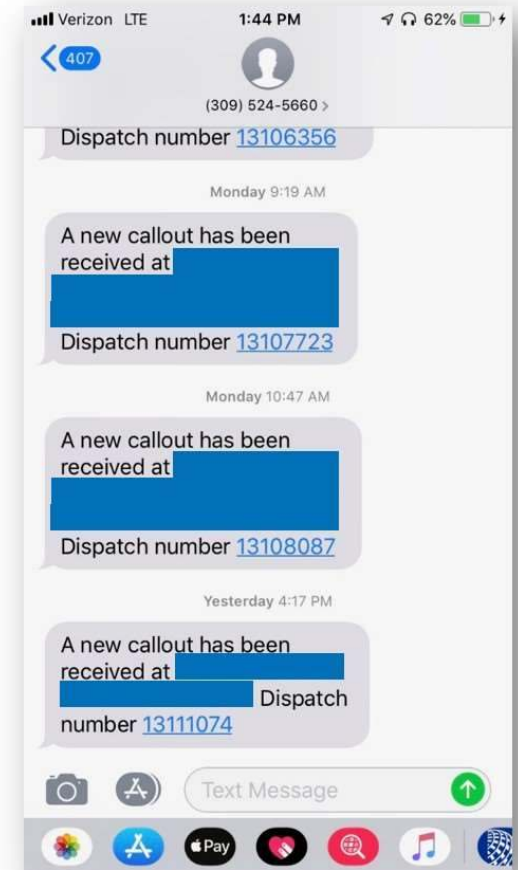 Verizon LTE 1:44 PM 62%
407
(309) 524-5660 >
Dispatch number 13106356
Monday 9:19 AM
A new callout has been
received at
Dispatch number 13107723
Monday 10:47 AM
A new callout has been
received at
Dispatch number 13108087
Yesterday 4:17 PM
A new callout has been
received at
Dispatch
number 13111074
Text Message
Pay